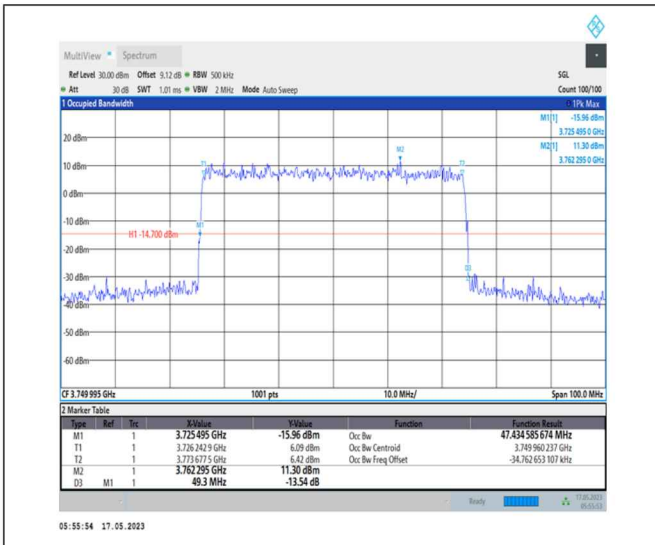 MultiView Spectrum
Ref Level 30.00 dBm Offset 9.12 dB RBW 500 kHz SGL
Att 30 dB SWT 1.01 ms VBW 2 MHz Mode Auto Sweep Count 100/100
1 Occupied Bandwidth 1Pk Max
M1[1] -15.96 dBm
3.725 495 0 GHz
20 dBm
M2[1] 11.30 dBm
3.762 295 0 GHz
M2
T1 T2
10 dBm
0 dBm
-10 dBm
M1
H1 -14.700 dBm
-20 dBm
D3
-30 dBm
-40 dBm
-50 dBm
-60 dBm
CF 3.749 995 GHz 1001 pts 10.0 MHz/ Span 100.0 MHz
2 Marker Table
Type Ref Trc X-Value Y-Value Function Function Result
M1 1 3.725 495 GHz -15.96 dBm Occ Bw 47.434 585 674 MHz
T1 1 3.726 242 9 GHz 6.09 dBm Occ Bw Centroid 3.749 960 237 GHz
T2 1 3.773 677 5 GHz 6.42 dBm Occ Bw Freq Offset -34.762 653 107 kHz
M2 1 3.762 295 GHz 11.30 dBm
D3 M1 1 49.3 MHz -13.54 dB
Ready 17.05.2023
05:55:53
05:55:54 17.05.2023